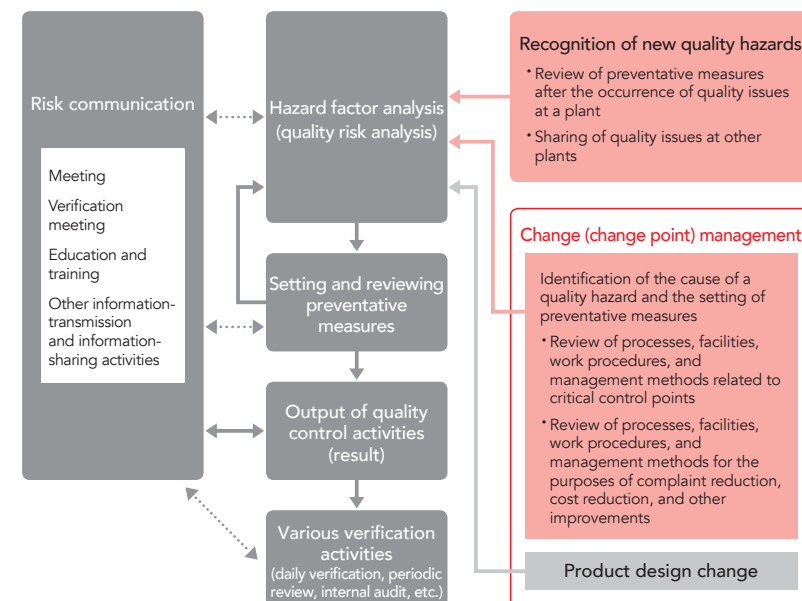 Risk communication
Meeting
Verification
meeting
Education and
training
Other information-
transmission
and information-
sharing activities
Hazard factor analysis
(quality risk analysis)
Setting and reviewing
preventative
measures
Output of quality
control activities
(result)
Various verification
activities
(daily verification, periodic
review, internal audit, etc.)
Recognition of new quality hazards
・Review of preventative measures
after the occurrence of quality issues
at a plant
・Sharing of quality issues at other
plants
Change (change point) management
Identification of the cause of a
quality hazard and the setting of
preventative measures
・Review of processes, facilities,
work procedures, and
management methods related to
critical control points
・Review of processes, facilities,
work procedures, and
management methods for the
purposes of complaint reduction,
cost reduction, and other
improvements
Product design change